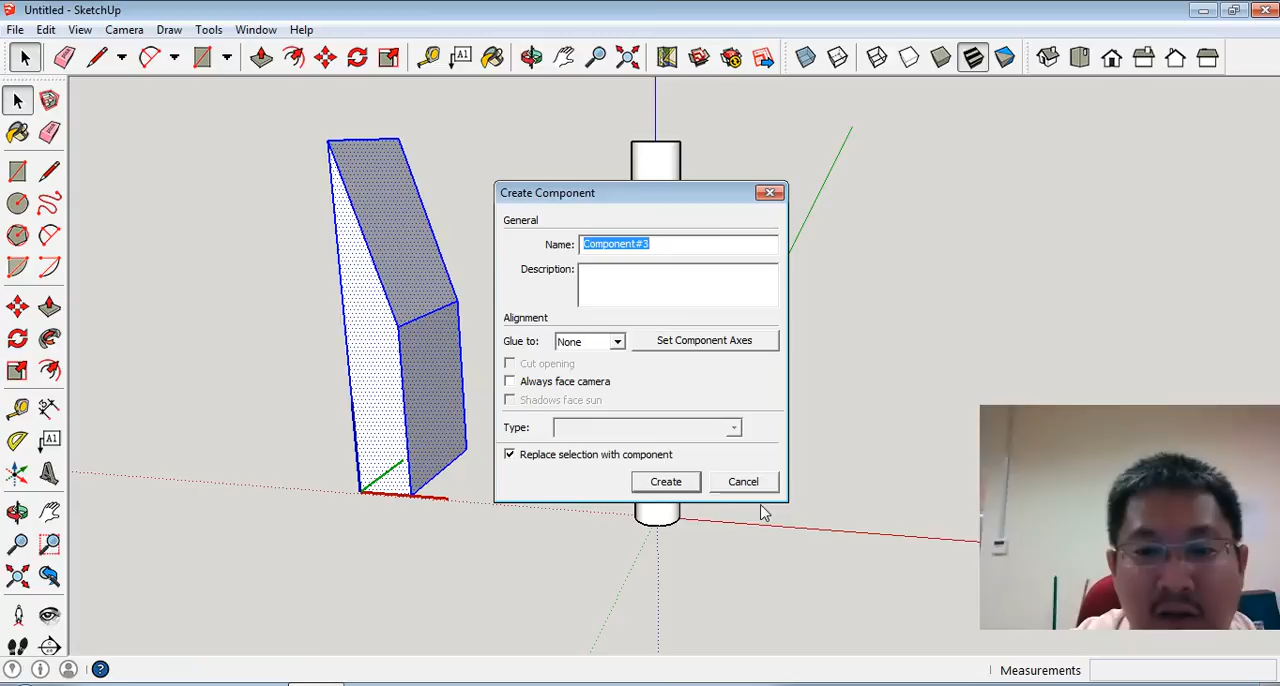 Untitled - SketchUp
File Edit View Camera Draw Tools Window Help
A1
Create Component
General
Name: Component#3
Description:
Alignment
Glue to: None Set Component Axes
Cut opening
Always face camera
Shadows face sun
A1
Type:
Replace selection with component
Create Cancel
Measurements